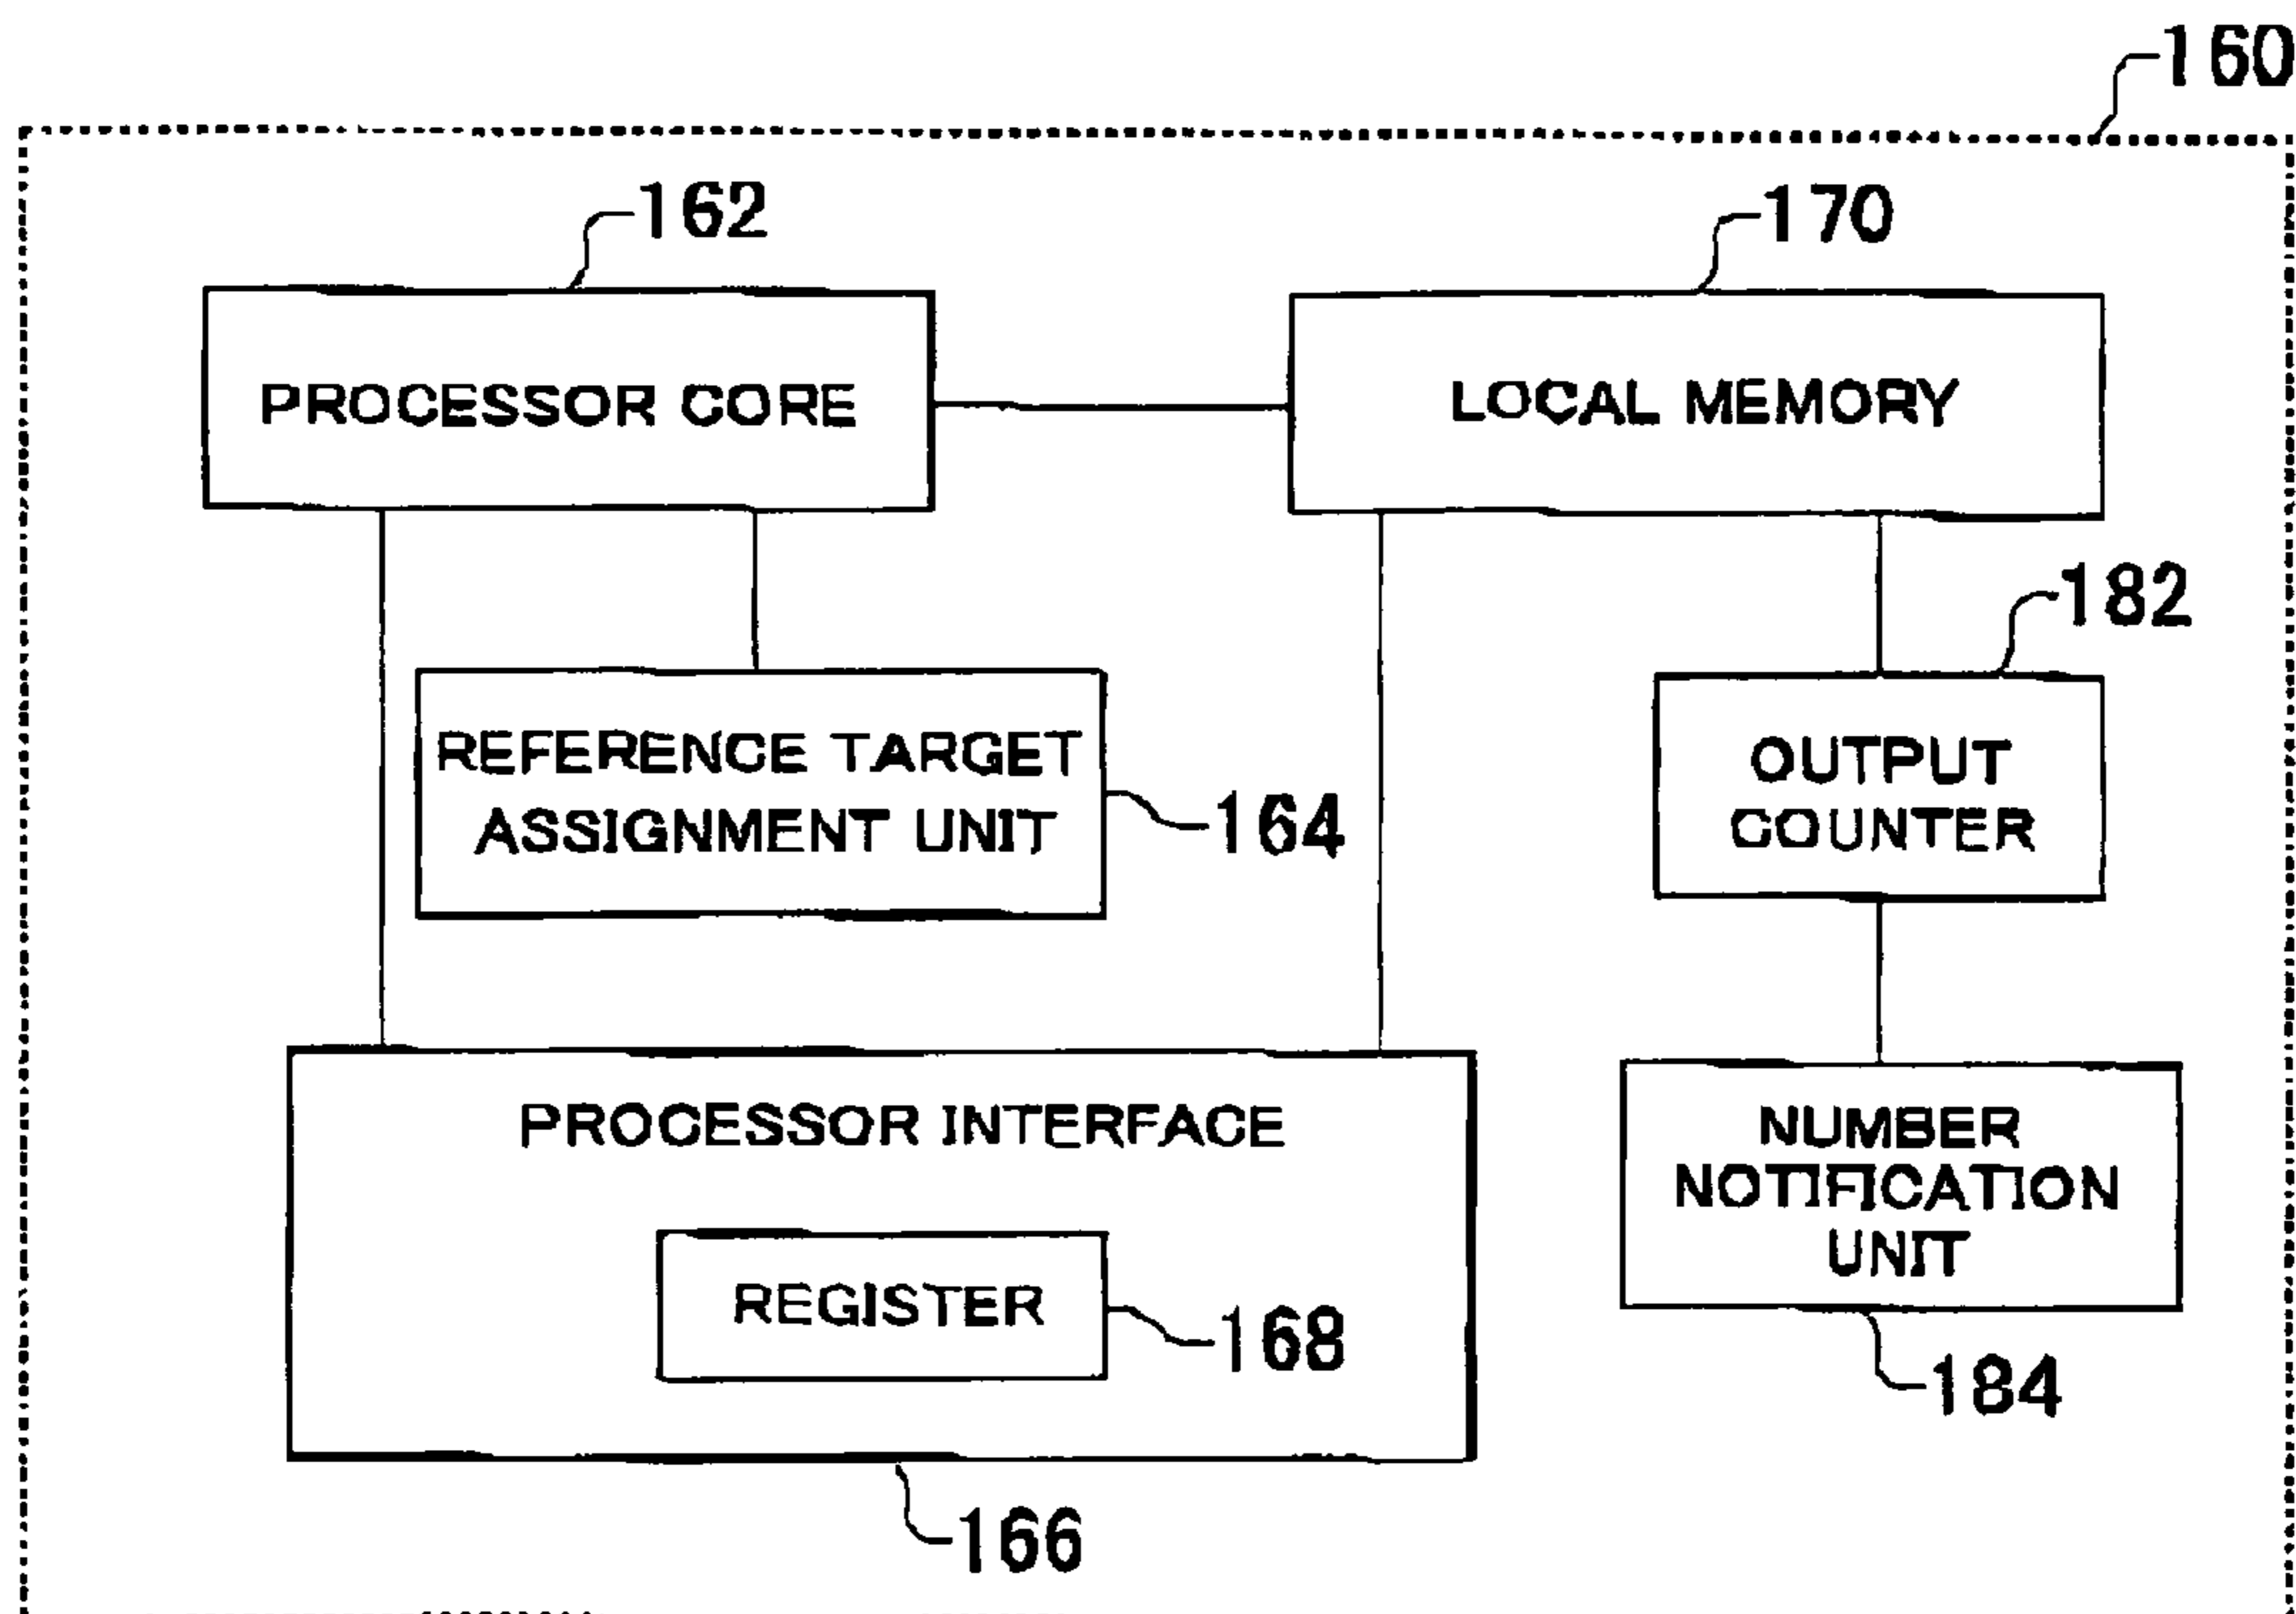 160
162
170
PROCESSOR CORE
LOCAL MEMORY
182
REFERENCE TARGET
ASSIGNMENT UNIT
164
OUTPUT
COUNTER
PROCESSOR INTERFACE
REGISTER
168
NUMBER
NOTIFICATION
UNIT
184
166